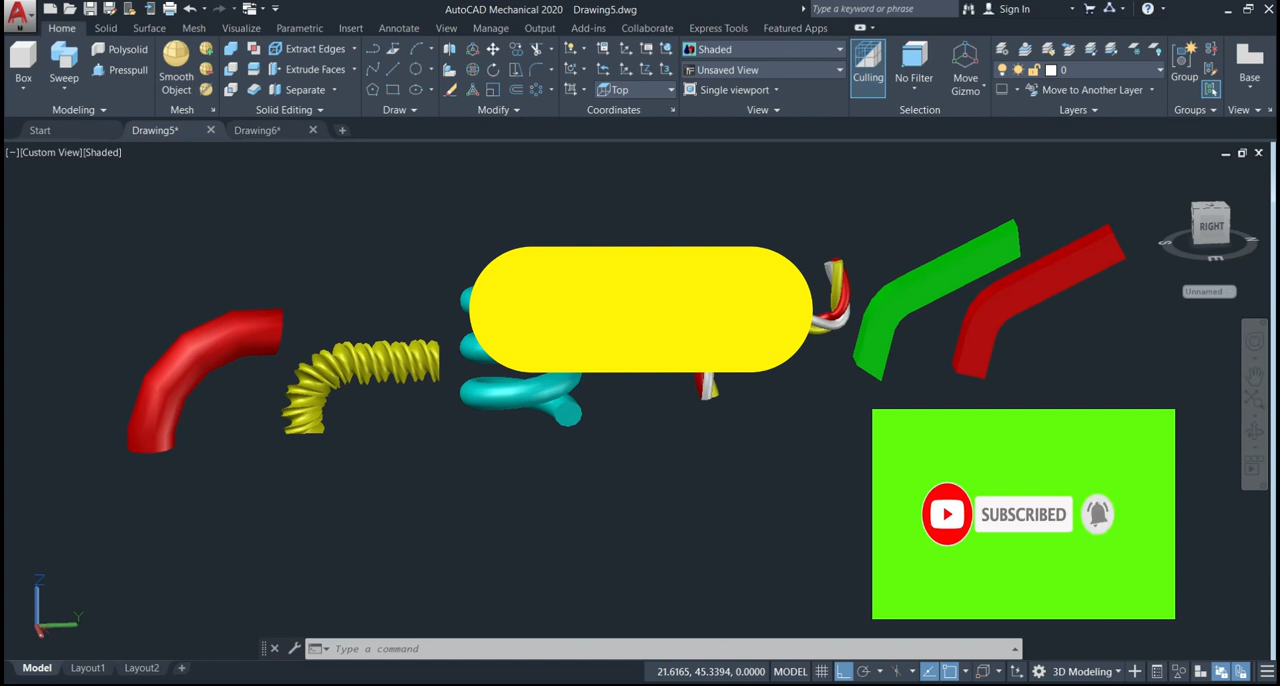 AutoCAD Mechanical 2020 Drawing5.dwg
Type a keyword or phrase
Sign In
Home Solid Surface Mesh Visualize Parametric Insert Annotate View Manage Output Add-ins Collaborate Express Tools Featured Apps
Box
Sweep
Polysolid
Presspull
Modeling
Smooth
Object
Mesh
Extract Edges
Extrude Faces
Separate
Solid Editing
Draw
Modify
Top
Coordinates
Shaded
Unsaved View
Single viewport
View
Culling
No Filter
Move
Gizmo
Selection
0
Move to Another Layer
Layers
Group
Groups
Base
View
Start
Drawing5*
Drawing6*
[−][Custom View][Shaded]
RIGHT
S
E
N
Unnamed
SUBSCRIBED
Z
Y
Type a command
Model Layout1 Layout2
21.6165, 45.3394, 0.0000 MODEL
3D Modeling